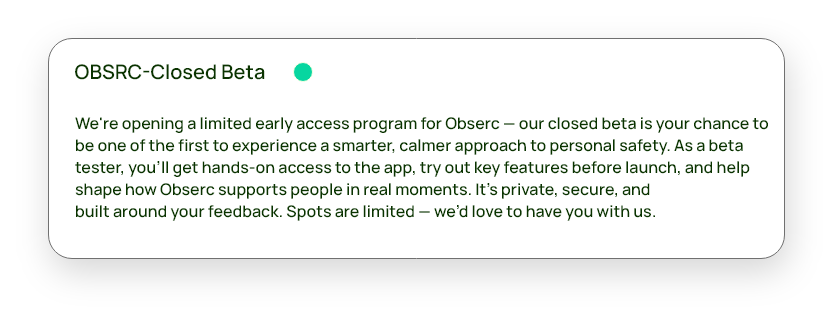 OBSRC-Closed Beta
We're opening a limited early access program for Obserc — our closed beta is your chance to
be one of the first to experience a smarter, calmer approach to personal safety. As a beta
tester, you'll get hands-on access to the app, try out key features before launch, and help
shape how Obserc supports people in real moments. It's private, secure, and
built around your feedback. Spots are limited — we'd love to have you with us.